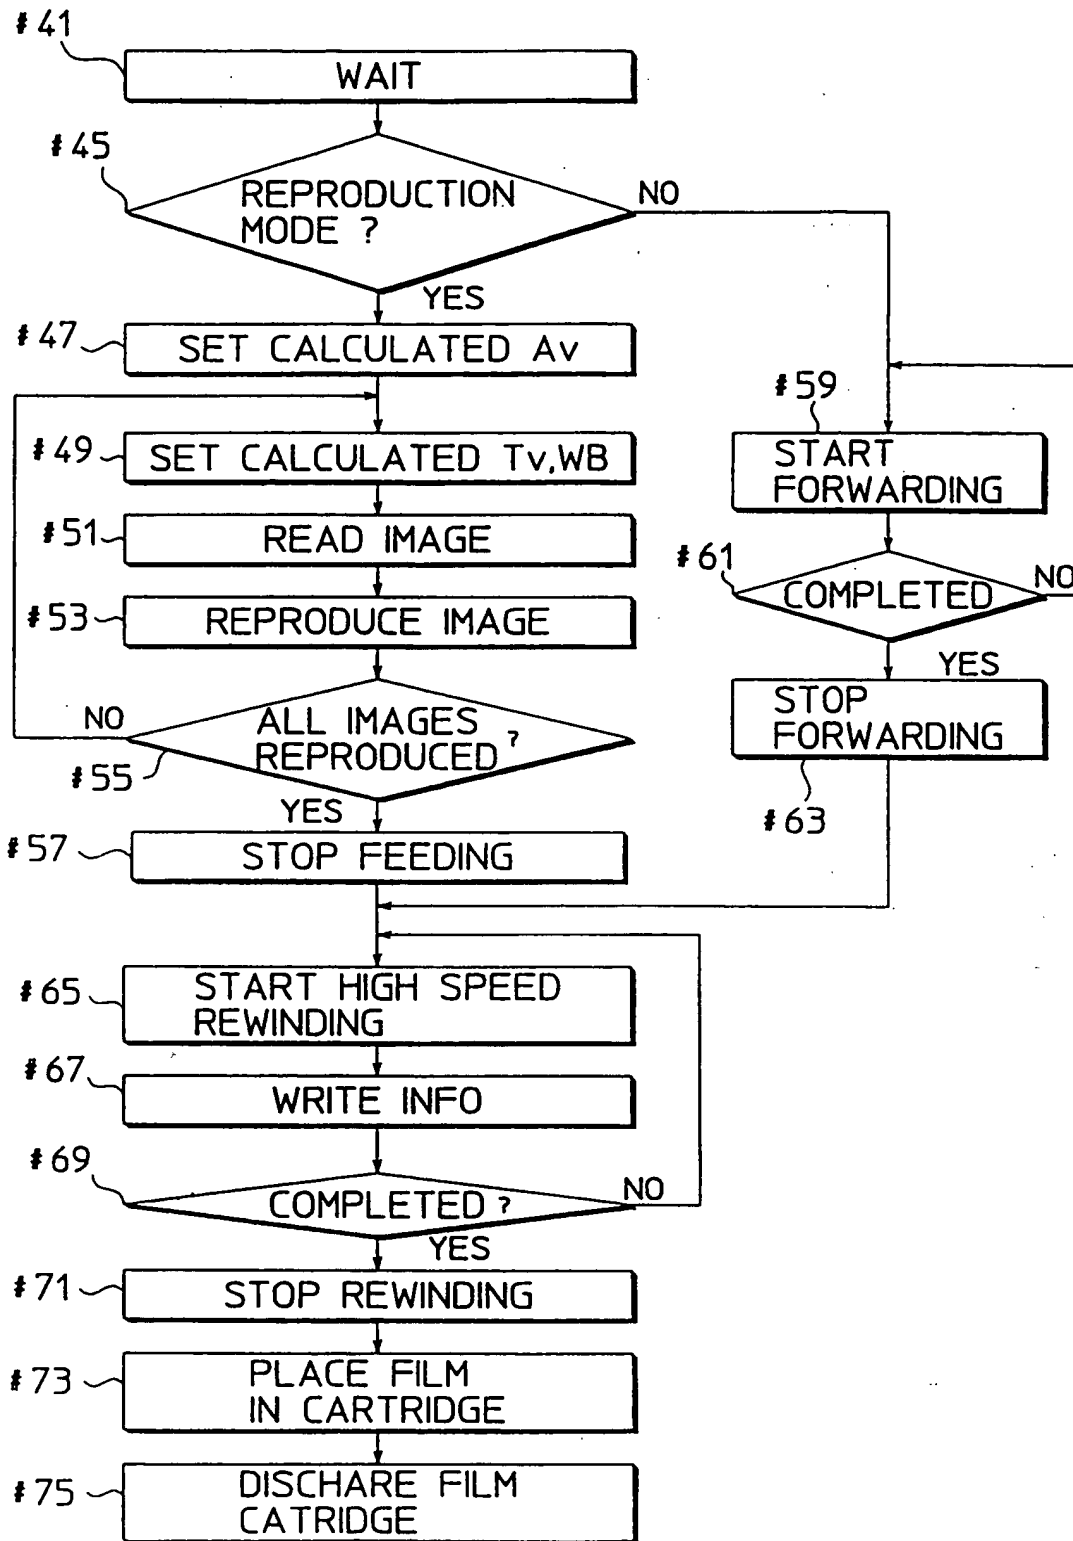 #41
WAIT
#45
REPRODUCTION
MODE ?
NO
YES
#47
SET CALCULATED Av
#49
SET CALCULATED Tv,WB
#51
READ IMAGE
#53
REPRODUCE IMAGE
ALL IMAGES
REPRODUCED ?
NO
#55
YES
#57
STOP FEEDING
#59
START
FORWARDING
#61
COMPLETED
NO
YES
STOP
FORWARDING
#63
#65
START HIGH SPEED
REWINDING
#67
WRITE INFO
#69
COMPLETED ?
NO
YES
#71
STOP REWINDING
#73
PLACE FILM
IN CARTRIDGE
#75
DISCHARE FILM
CATRIDGE